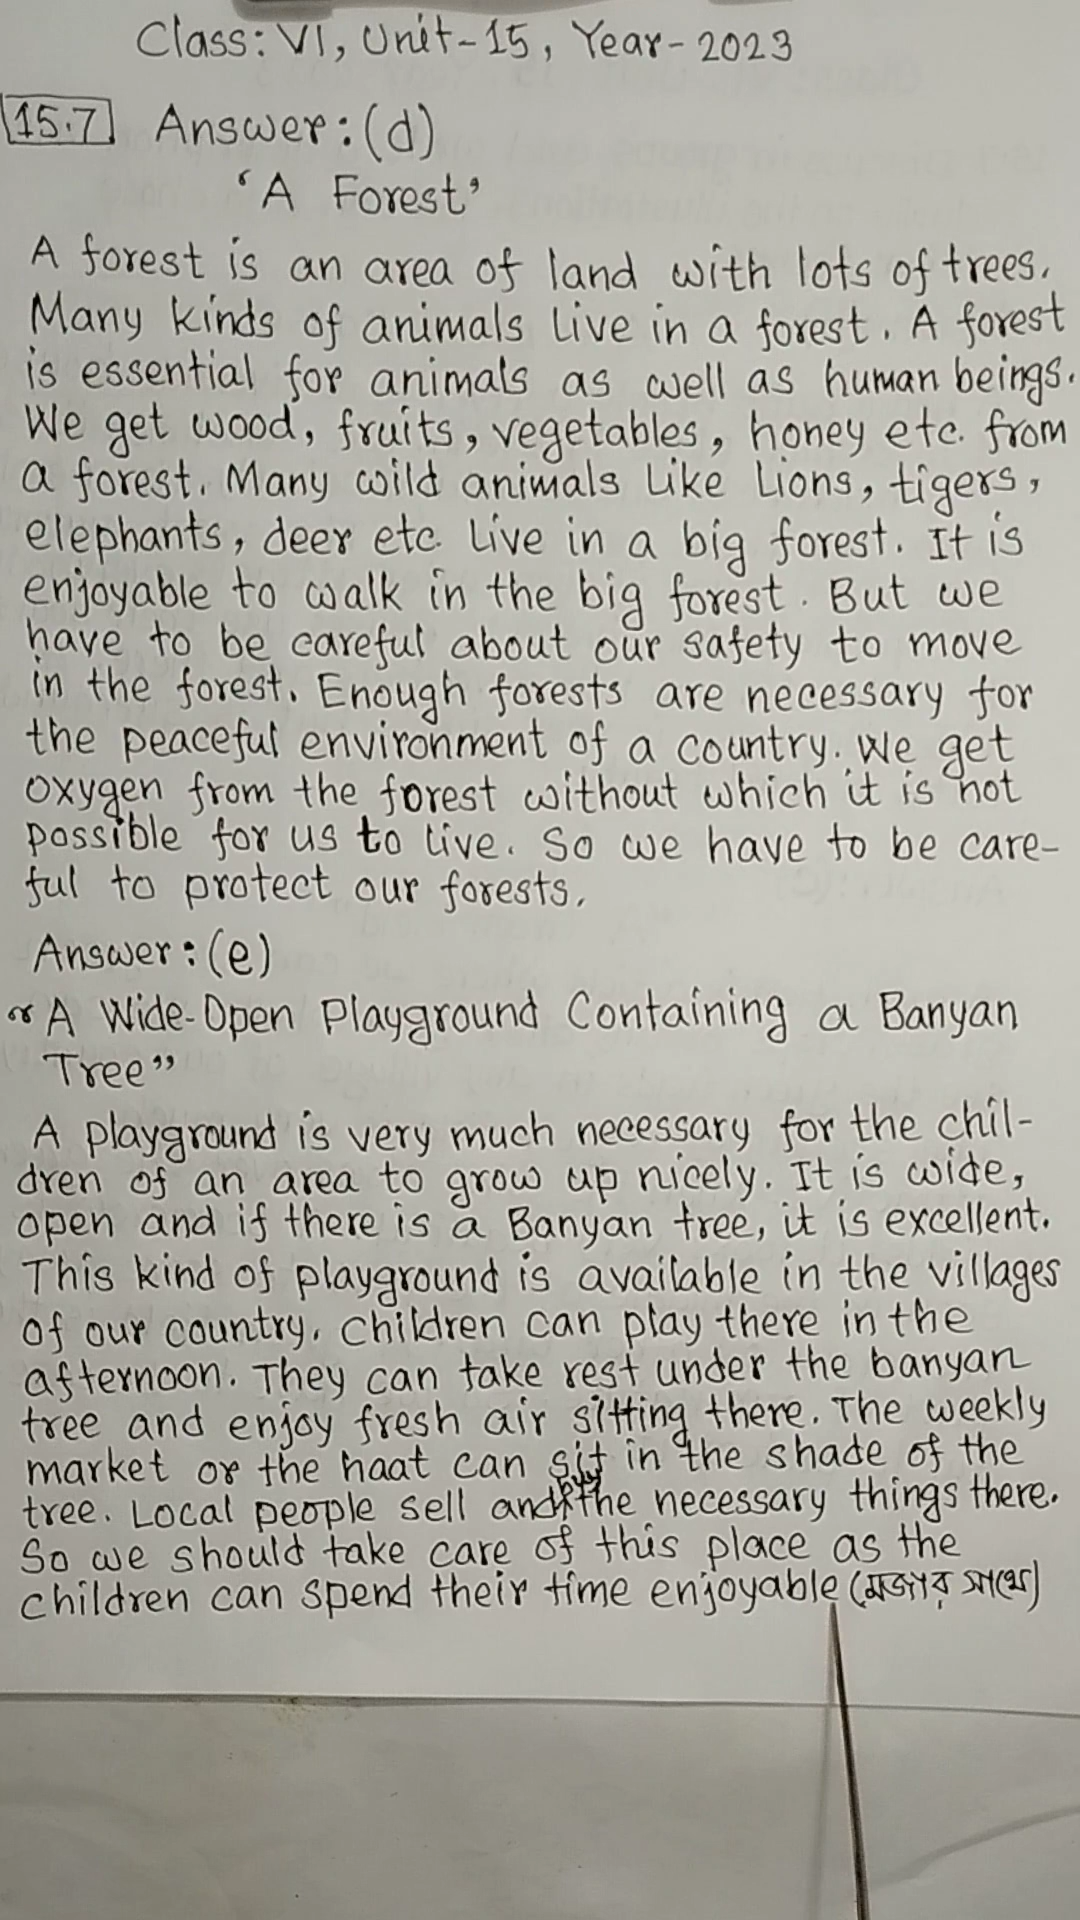 Class: VI, Unit-15, Year-2023
15.7 Answer: (d)
'A Forest'
A forest is an area of land with lots of trees.
Many kinds of animals live in a forest. A forest
is essential for animals as well as human beings.
We get wood, fruits, vegetables, honey etc. from
a forest. Many wild animals like Lions, tigers,
elephants, deer etc. live in a big forest. It is
enjoyable to walk in the big forest. But we
have to be careful about our safety to move
in the forest. Enough forests are necessary for
the peaceful environment of a country. We get
oxygen from the forest without which it is not
possible for us to live. So we have to be care-
ful to protect our forests.
Answer: (e)
"A Wide-Open Playground Containing a Banyan
Tree"
A playground is very much necessary for the chil-
dren of an area to grow up nicely. It is wide,
open and if there is a Banyan tree, it is excellent.
This kind of playground is available in the villages
of our country. Children can play there in the
afternoon. They can take rest under the banyan
tree and enjoy fresh air sitting there. The weekly
market or the haat can sit in the shade of the
tree. Local people sell and buy the necessary things there.
So we should take care of this place as the
children can spend their time enjoyable (মজার সাথে)